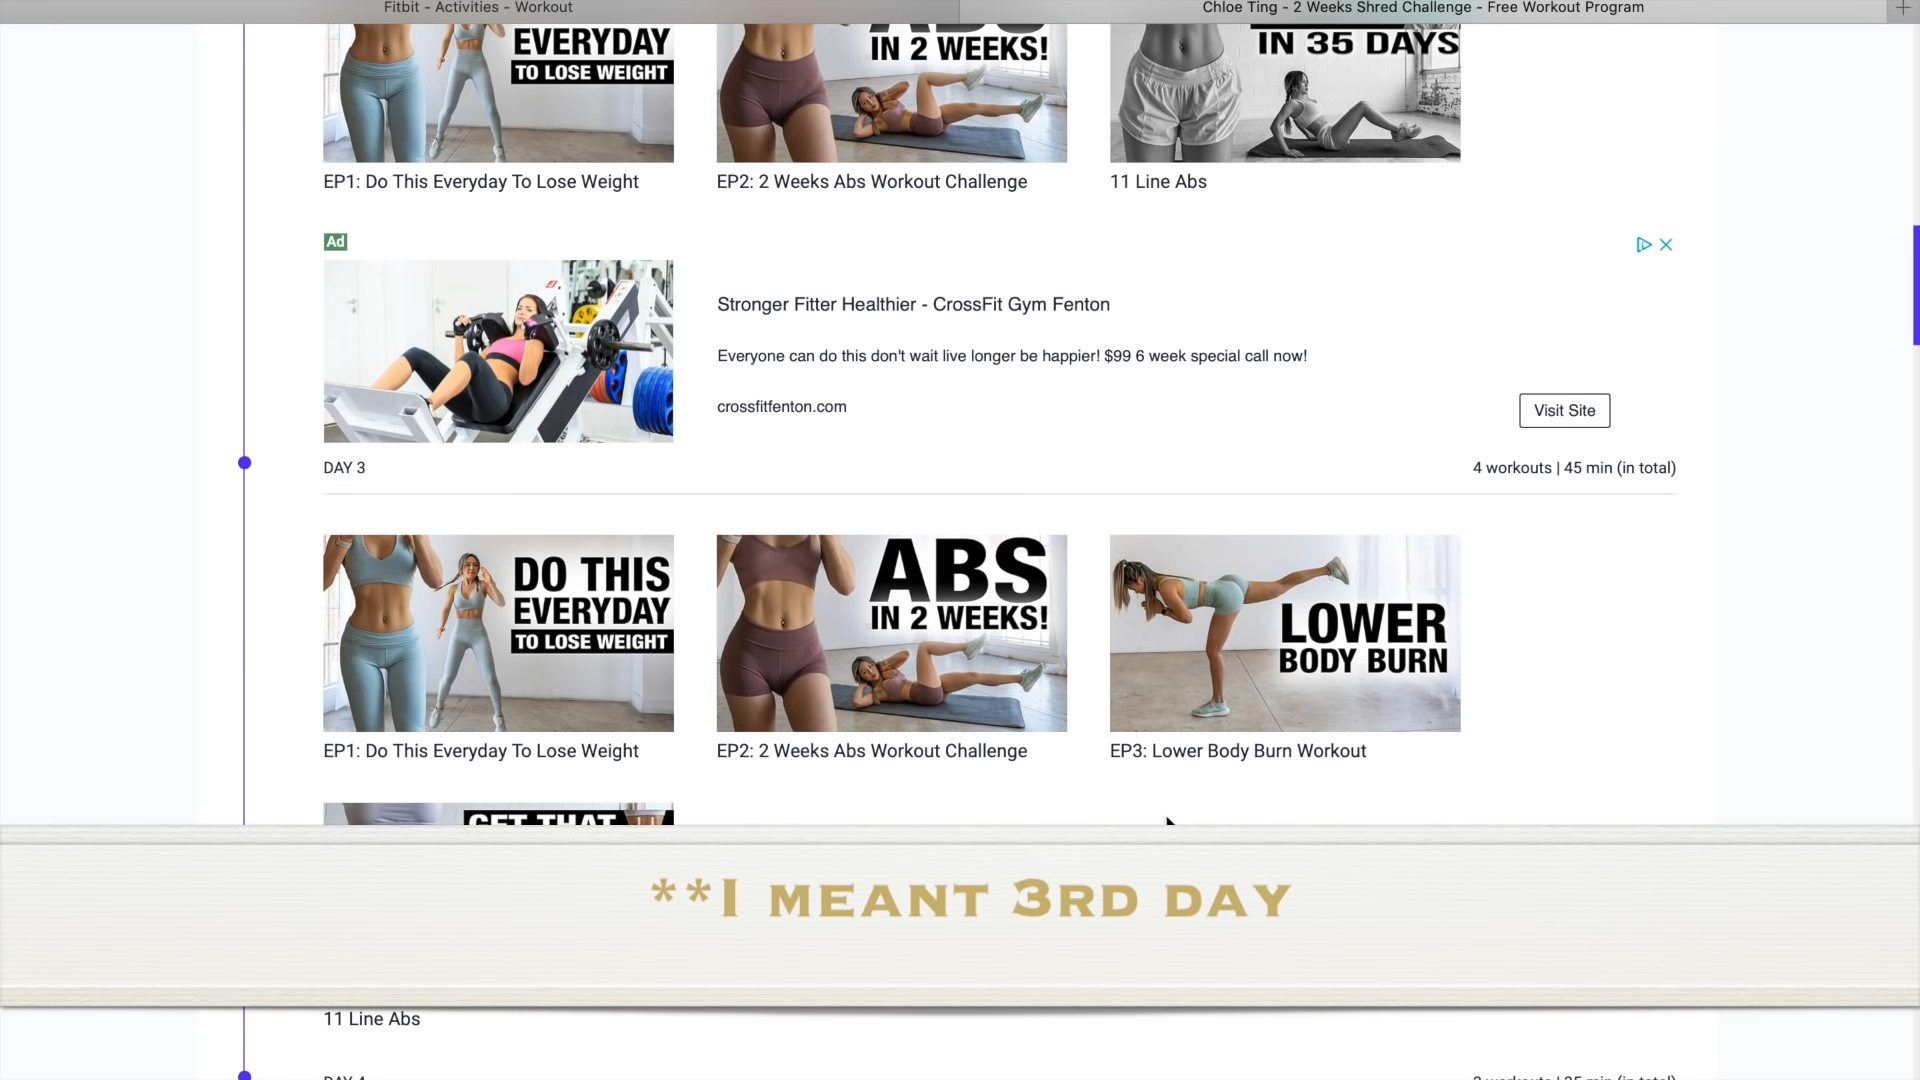 Fitbit - Activities - Workout
Chloe Ting - 2 Weeks Shred Challenge - Free Workout Program
EVERYDAY
TO LOSE WEIGHT
IN 2 WEEKS!
IN 35 DAYS
EP1: Do This Everyday To Lose Weight
EP2: 2 Weeks Abs Workout Challenge
11 Line Abs
Ad
Stronger Fitter Healthier - CrossFit Gym Fenton
Everyone can do this don't wait live longer be happier! $99 6 week special call now!
crossfitfenton.com
Visit Site
DAY 3
4 workouts | 45 min (in total)
DO THIS
EVERYDAY
TO LOSE WEIGHT
ABS
IN 2 WEEKS!
LOWER
BODY BURN
EP1: Do This Everyday To Lose Weight
EP2: 2 Weeks Abs Workout Challenge
EP3: Lower Body Burn Workout
GET THAT
**I MEANT 3RD DAY
11 Line Abs
DAY 4